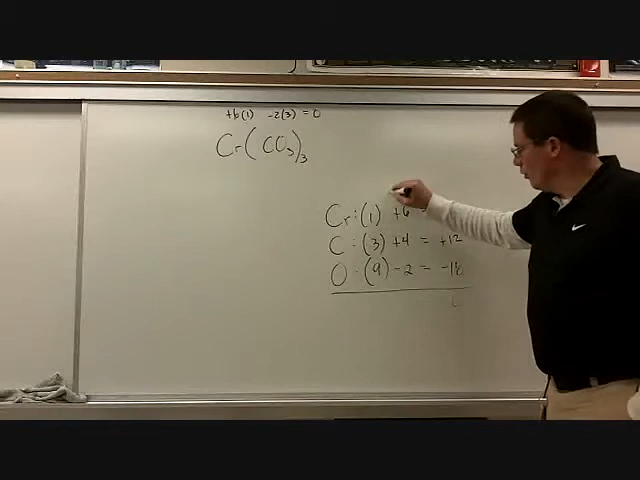 +6(1) -2(3) = 0
Cr(CO₃)₃
Cr:(1) +6 =
C:(3) +4 = +12
O:(9) -2 = -18